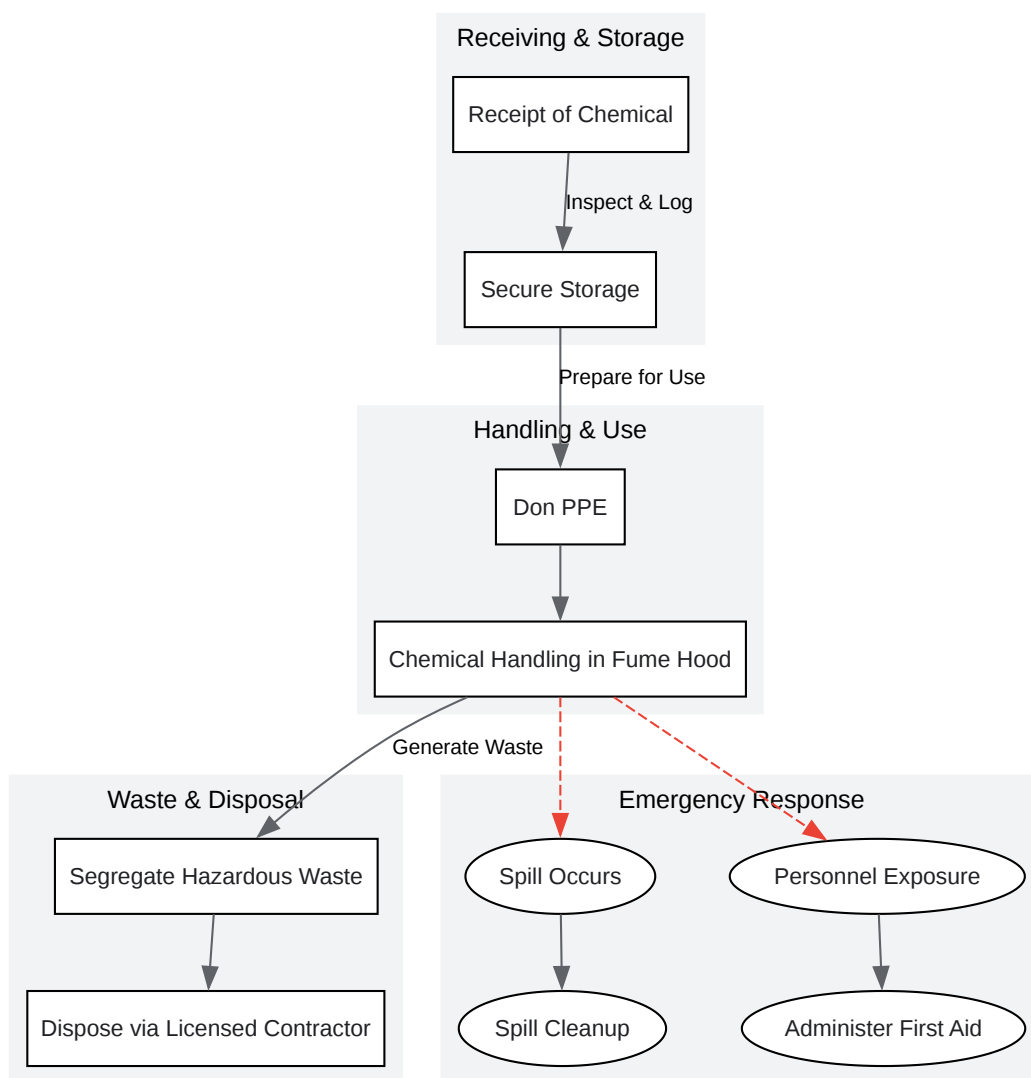 Receiving & Storage
Receipt of Chemical
Inspect & Log
Secure Storage
Prepare for Use
Handling & Use
Don PPE
Chemical Handling in Fume Hood
Generate Waste
Waste & Disposal
Emergency Response
Segregate Hazardous Waste
Spill Occurs
Personnel Exposure
Dispose via Licensed Contractor
Spill Cleanup
Administer First Aid